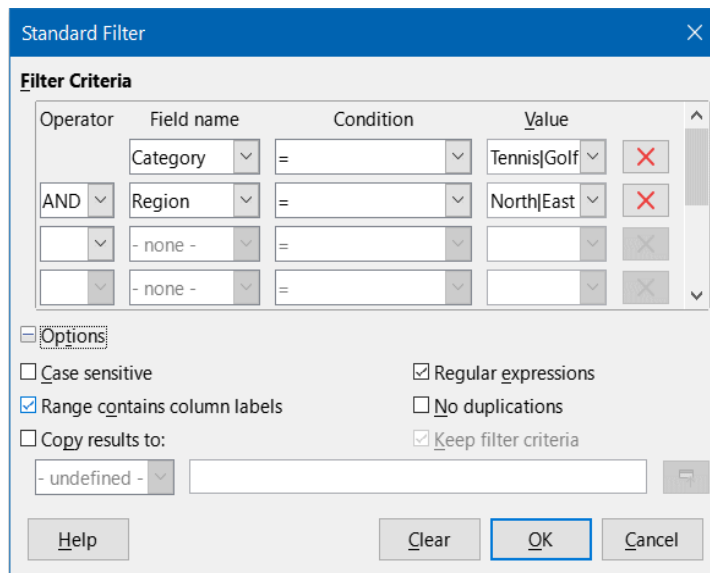 Standard Filter
Filter Criteria
Operator Field name Condition Value
Category = Tennis|Golf
AND Region = North|East
- none - =
- none - =
Options
Case sensitive Regular expressions
Range contains column labels No duplications
Copy results to: Keep filter criteria
- undefined -
Help Clear OK Cancel